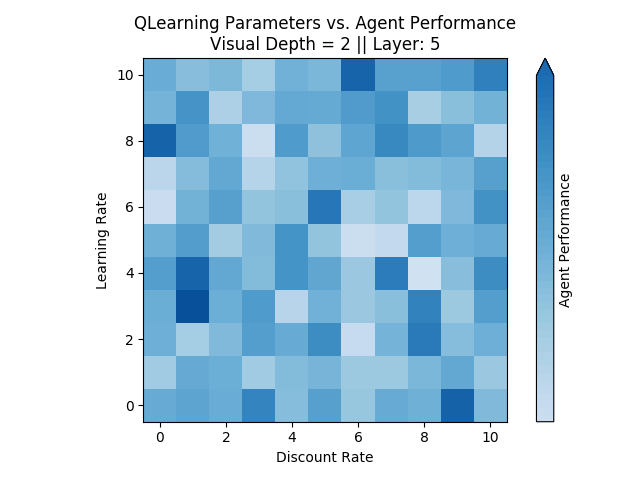 QLearning Parameters vs. Agent Performance
Visual Depth = 2 || Layer: 5
10
8
6
4
2
0
Learning Rate
0 2 4 6 8 10
Discount Rate
Agent Performance